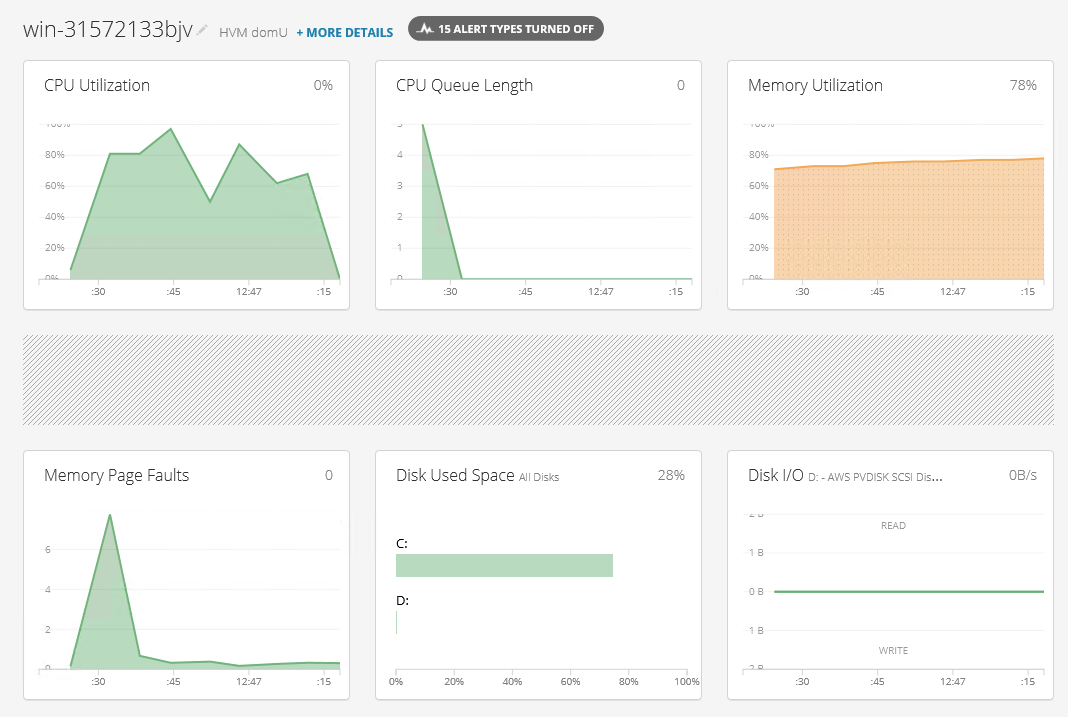 win-31572133bjv HVM domU + MORE DETAILS 15 ALERT TYPES TURNED OFF
CPU Utilization 0%
100%
80%
60%
40%
20%
0%
:30 :45 12:47 :15
CPU Queue Length 0
5
4
3
2
1
0
:30 :45 12:47 :15
Memory Utilization 78%
100%
80%
60%
40%
20%
0%
:30 :45 12:47 :15
Memory Page Faults 0
6
4
2
0
:30 :45 12:47 :15
Disk Used Space All Disks 28%
C:
D:
0% 20% 40% 60% 80% 100%
Disk I/O D: - AWS PVDISK SCSI Dis... 0B/s
2 B
READ
1 B
0 B
1 B
WRITE
2 B
:30 :45 12:47 :15